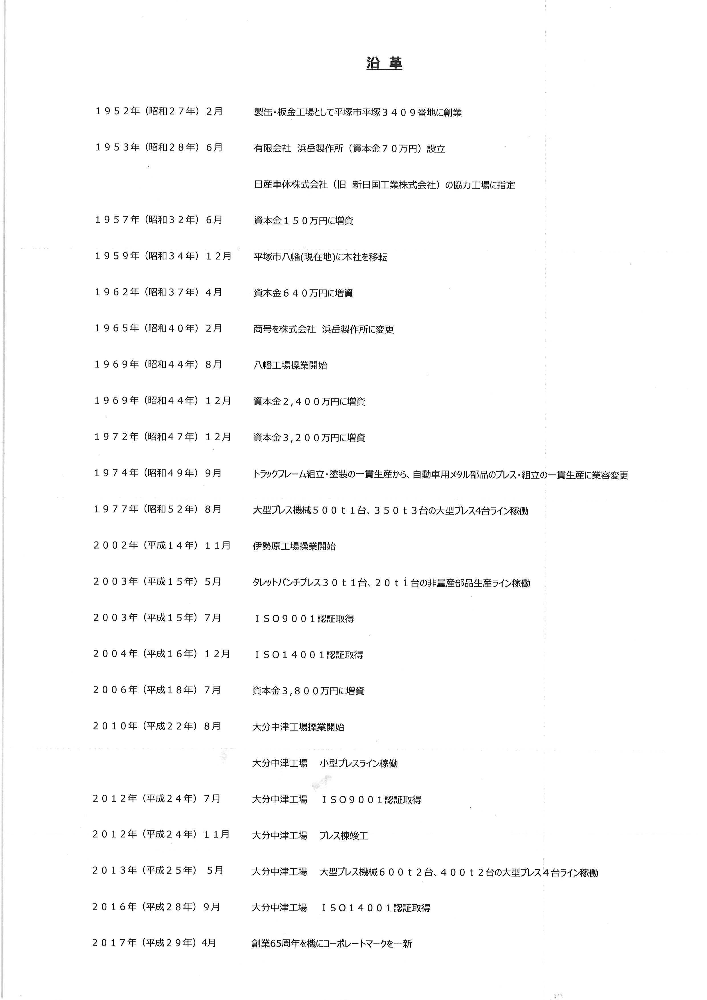 沿 革
１９５２年（昭和２７年）２月　製缶・板金工場として平塚市平塚３４０９番地に創業
１９５３年（昭和２８年）６月　有限会社 浜岳製作所（資本金７０万円）設立
日産車体株式会社（旧 新日国工業株式会社）の協力工場に指定
１９５７年（昭和３２年）６月　資本金１５０万円に増資
１９５９年（昭和３４年）１２月　平塚市八幡(現在地)に本社を移転
１９６２年（昭和３７年）４月　資本金６４０万円に増資
１９６５年（昭和４０年）２月　商号を株式会社 浜岳製作所に変更
１９６９年（昭和４４年）８月　八幡工場操業開始
１９６９年（昭和４４年）１２月　資本金２,４００万円に増資
１９７２年（昭和４７年）１２月　資本金３,２００万円に増資
１９７４年（昭和４９年）９月　トラックフレーム組立・塗装の一貫生産から、自動車用メタル部品のプレス・組立の一貫生産に業容変更
１９７７年（昭和５２年）８月　大型プレス機械５００ｔ１台、３５０ｔ３台の大型プレス4台ライン稼働
２００２年（平成１４年）１１月　伊勢原工場操業開始
２００３年（平成１５年）５月　タレットパンチプレス３０ｔ１台、２０ｔ１台の非量産部品生産ライン稼働
２００３年（平成１５年）７月　ＩＳＯ９００１認証取得
２００４年（平成１６年）１２月　ＩＳＯ１４００１認証取得
２００６年（平成１８年）７月　資本金３,８００万円に増資
２０１０年（平成２２年）８月　大分中津工場操業開始
大分中津工場　小型プレスライン稼働
２０１２年（平成２４年）７月　大分中津工場　ＩＳＯ９００１認証取得
２０１２年（平成２４年）１１月　大分中津工場　プレス棟竣工
２０１３年（平成２５年） ５月　大分中津工場　大型プレス機械６００ｔ２台、４００ｔ２台の大型プレス４台ライン稼働
２０１６年（平成２８年）９月　大分中津工場　ＩＳＯ１４００１認証取得
２０１７年（平成２９年）4月　創業65周年を機にコーポレートマークを一新